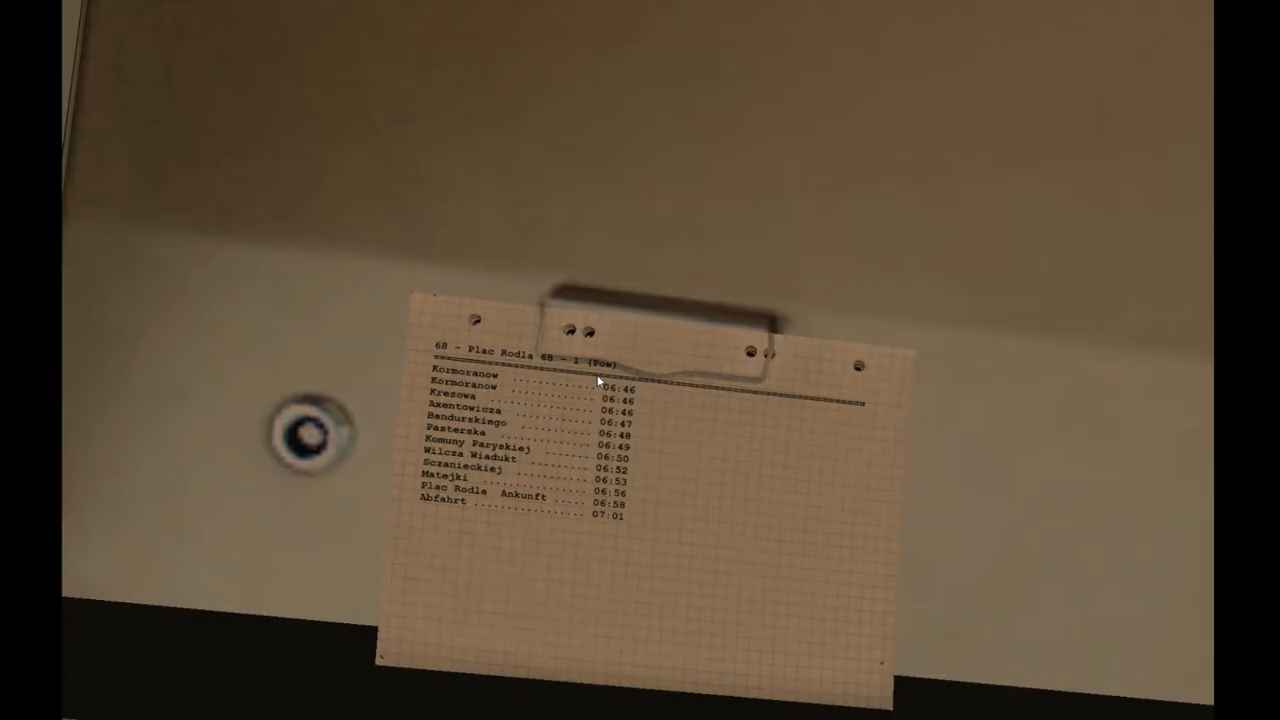 68 - Plac Rodla 68 - 1 (Pow)
Kormoranow ............ 06:46
Kormoranow ............ 06:46
Kresowa ............... 06:46
Axentowicza ........... 06:47
Bandurskiego .......... 06:48
Pasterska ............. 06:49
Komuny Paryskiej ...... 06:50
Wilcza Wiadukt ........ 06:52
Sczanieckiej .......... 06:53
Matejki ............... 06:56
Plac Rodla Ankunft ..... 06:58
Abfahrt ................ 07:01